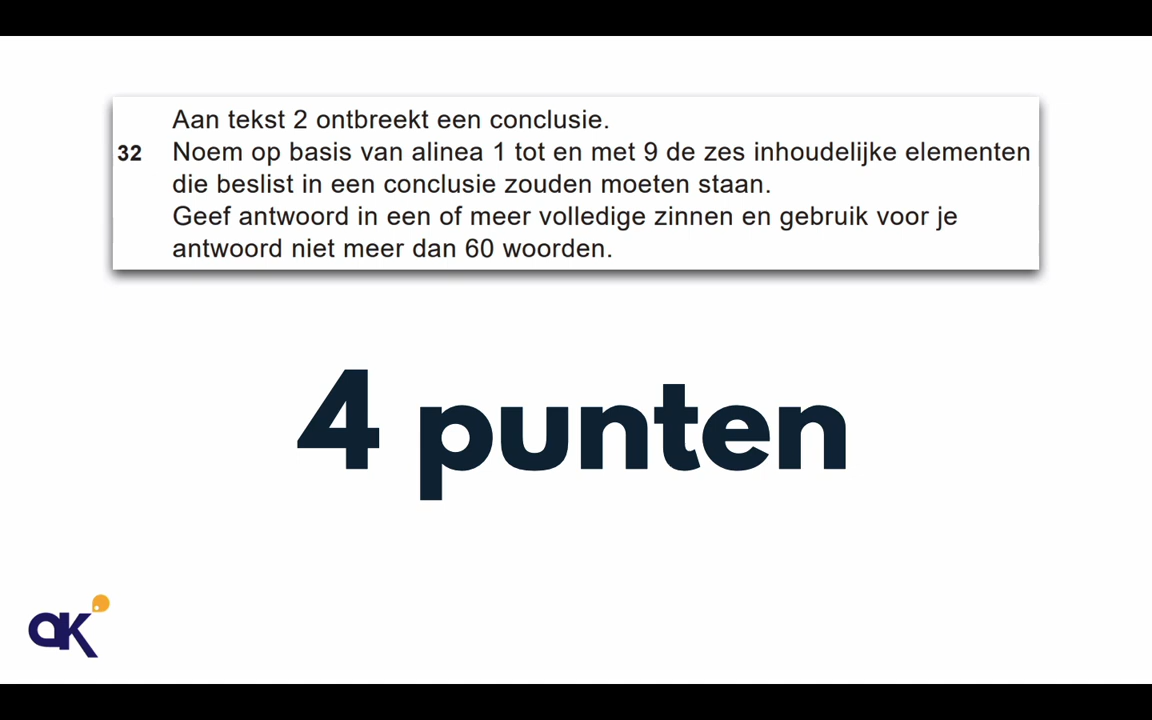 Aan tekst 2 ontbreekt een conclusie.
32 Noem op basis van alinea 1 tot en met 9 de zes inhoudelijke elementen
die beslist in een conclusie zouden moeten staan.
Geef antwoord in een of meer volledige zinnen en gebruik voor je
antwoord niet meer dan 60 woorden.
4 punten
aK